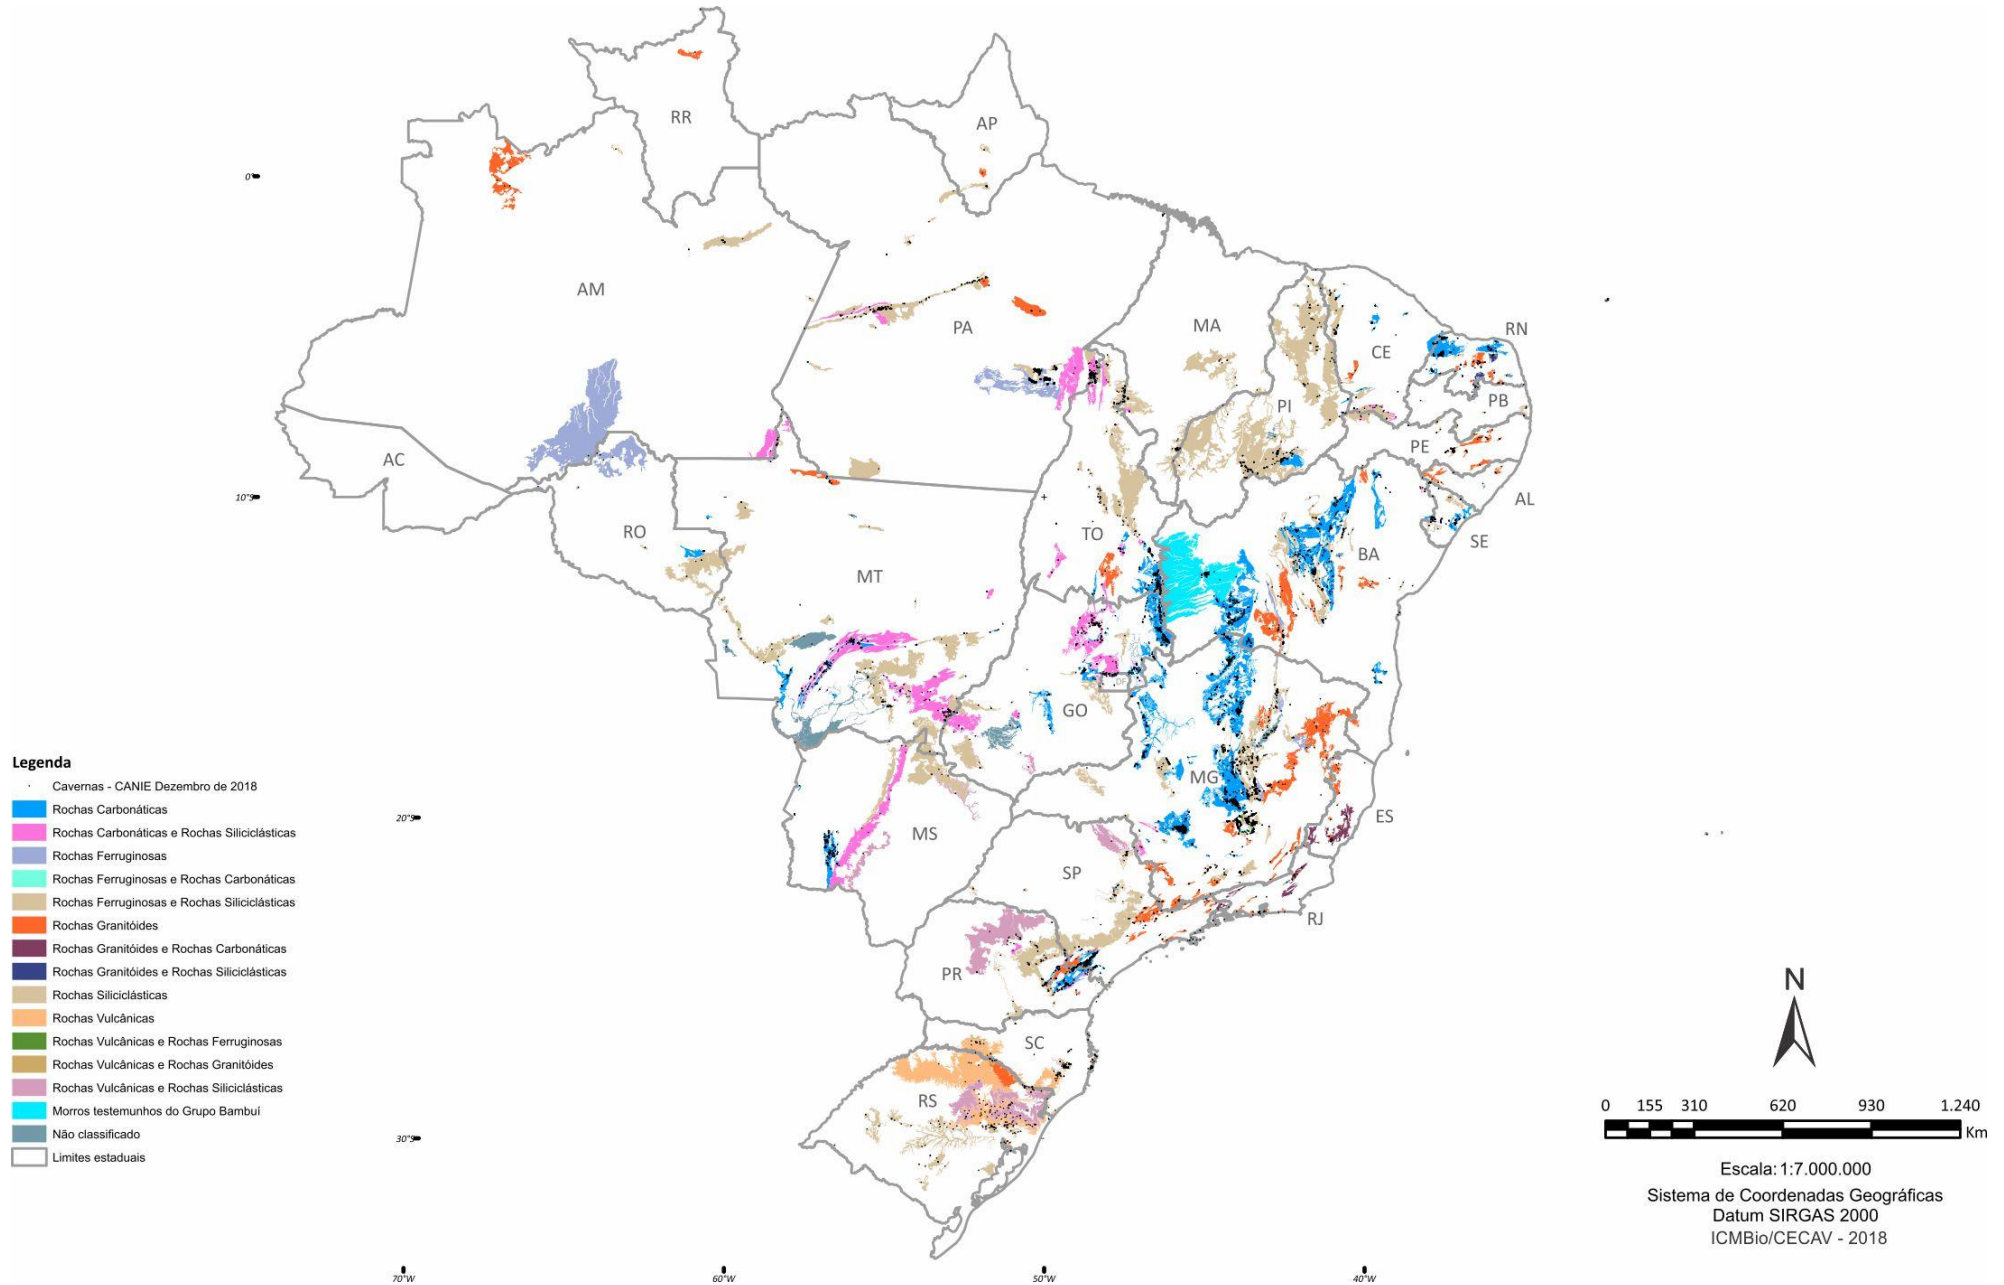 RR
AP
0°
AM
PA
MA
CE
RN
PB
PI
PE
AC
AL
10°S
RO
TO
SE
BA
MT
GO
DF
MG
ES
MS
20°S
SP
RJ
PR
SC
RS
30°S
70°W
60°W
50°W
40°W
Legenda
Cavernas - CANIE Dezembro de 2018
Rochas Carbonáticas
Rochas Carbonáticas e Rochas Siliciclásticas
Rochas Ferruginosas
Rochas Ferruginosas e Rochas Carbonáticas
Rochas Ferruginosas e Rochas Siliciclásticas
Rochas Granitóides
Rochas Granitóides e Rochas Carbonáticas
Rochas Granitóides e Rochas Siliciclásticas
Rochas Siliciclásticas
Rochas Vulcânicas
Rochas Vulcânicas e Rochas Ferruginosas
Rochas Vulcânicas e Rochas Granitóides
Rochas Vulcânicas e Rochas Siliciclásticas
Morros testemunhos do Grupo Bambuí
Não classificado
Limites estaduais
N
0 155 310 620 930 1.240
Km
Escala: 1:7.000.000
Sistema de Coordenadas Geográficas
Datum SIRGAS 2000
ICMBio/CECAV - 2018